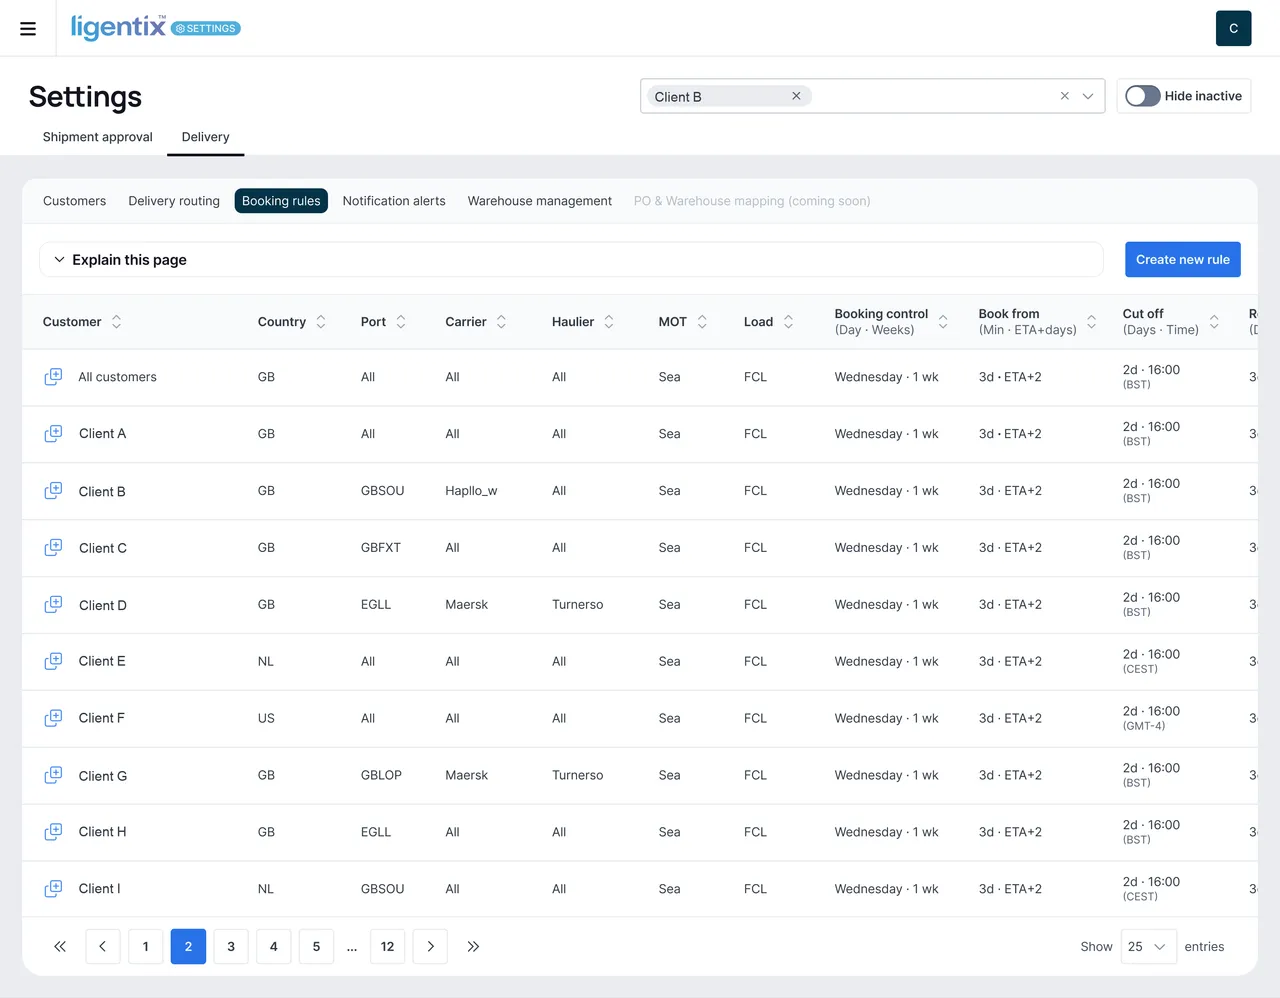 ligentix™ SETTINGS
C
Settings
Client B
Hide inactive
Shipment approval Delivery
Customers Delivery routing Booking rules Notification alerts Warehouse management PO & Warehouse mapping (coming soon)
Explain this page
Create new rule
Customer Country Port Carrier Haulier MOT Load Booking control (Day · Weeks) Book from (Min · ETA+days) Cut off (Days · Time)
All customers GB All All All Sea FCL Wednesday · 1 wk 3d · ETA+2 2d · 16:00 (BST) 3
Client A GB All All All Sea FCL Wednesday · 1 wk 3d · ETA+2 2d · 16:00 (BST) 3
Client B GB GBSOU Hapllo_w All Sea FCL Wednesday · 1 wk 3d · ETA+2 2d · 16:00 (BST) 3
Client C GB GBFXT All All Sea FCL Wednesday · 1 wk 3d · ETA+2 2d · 16:00 (BST) 3
Client D GB EGLL Maersk Turnerso Sea FCL Wednesday · 1 wk 3d · ETA+2 2d · 16:00 (BST) 3
Client E NL All All All Sea FCL Wednesday · 1 wk 3d · ETA+2 2d · 16:00 (CEST) 3
Client F US All All All Sea FCL Wednesday · 1 wk 3d · ETA+2 2d · 16:00 (GMT-4) 3
Client G GB GBLOP Maersk Turnerso Sea FCL Wednesday · 1 wk 3d · ETA+2 2d · 16:00 (BST) 3
Client H GB EGLL All All Sea FCL Wednesday · 1 wk 3d · ETA+2 2d · 16:00 (BST) 3
Client I NL GBSOU All All Sea FCL Wednesday · 1 wk 3d · ETA+2 2d · 16:00 (CEST) 3
1 2 3 4 5 ... 12
Show 25 entries